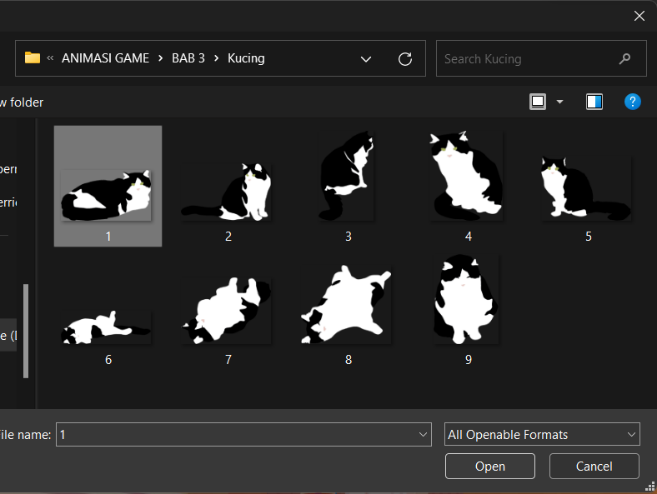 « ANIMASI GAME > BAB 3 > Kucing
Search Kucing
w folder
?
1
2
3
4
5
6
7
8
9
File name: 1
All Openable Formats
Open
Cancel